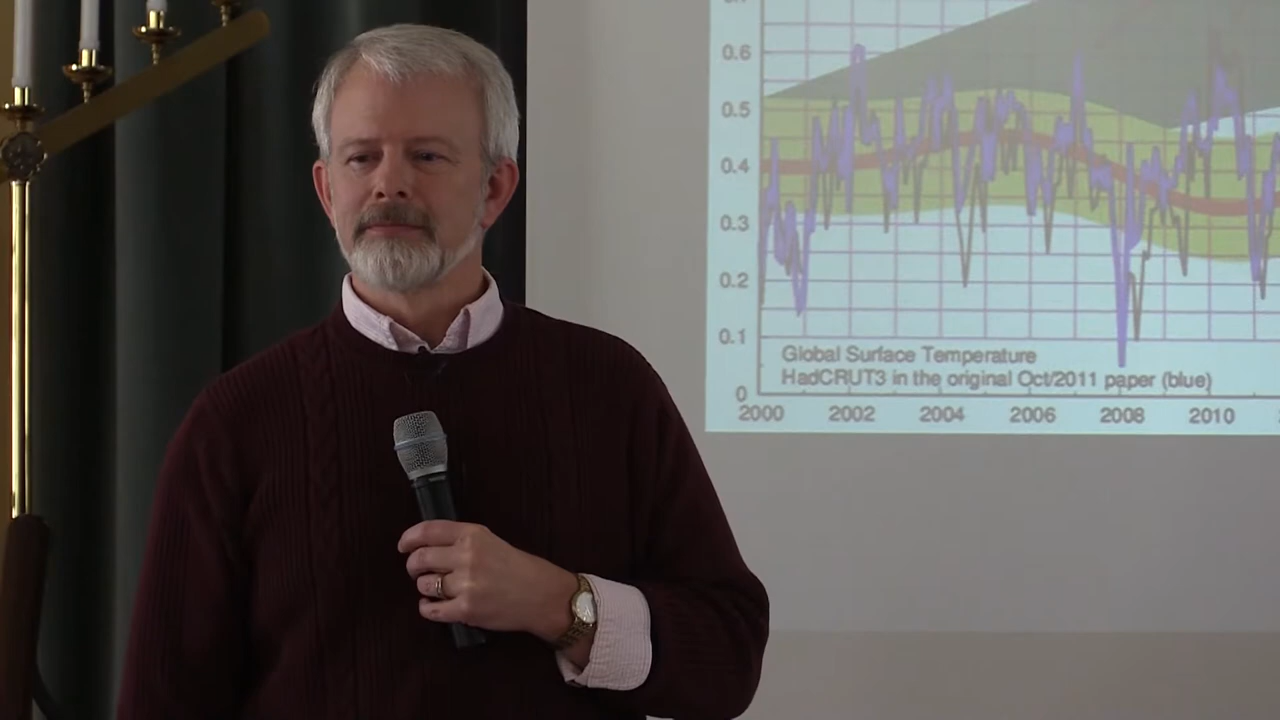 0.6
0.5
0.4
0.3
0.2
0.1
0
Global Surface Temperature
HadCRUT3 in the original Oct/2011 paper (blue)
2000 2002 2004 2006 2008 2010